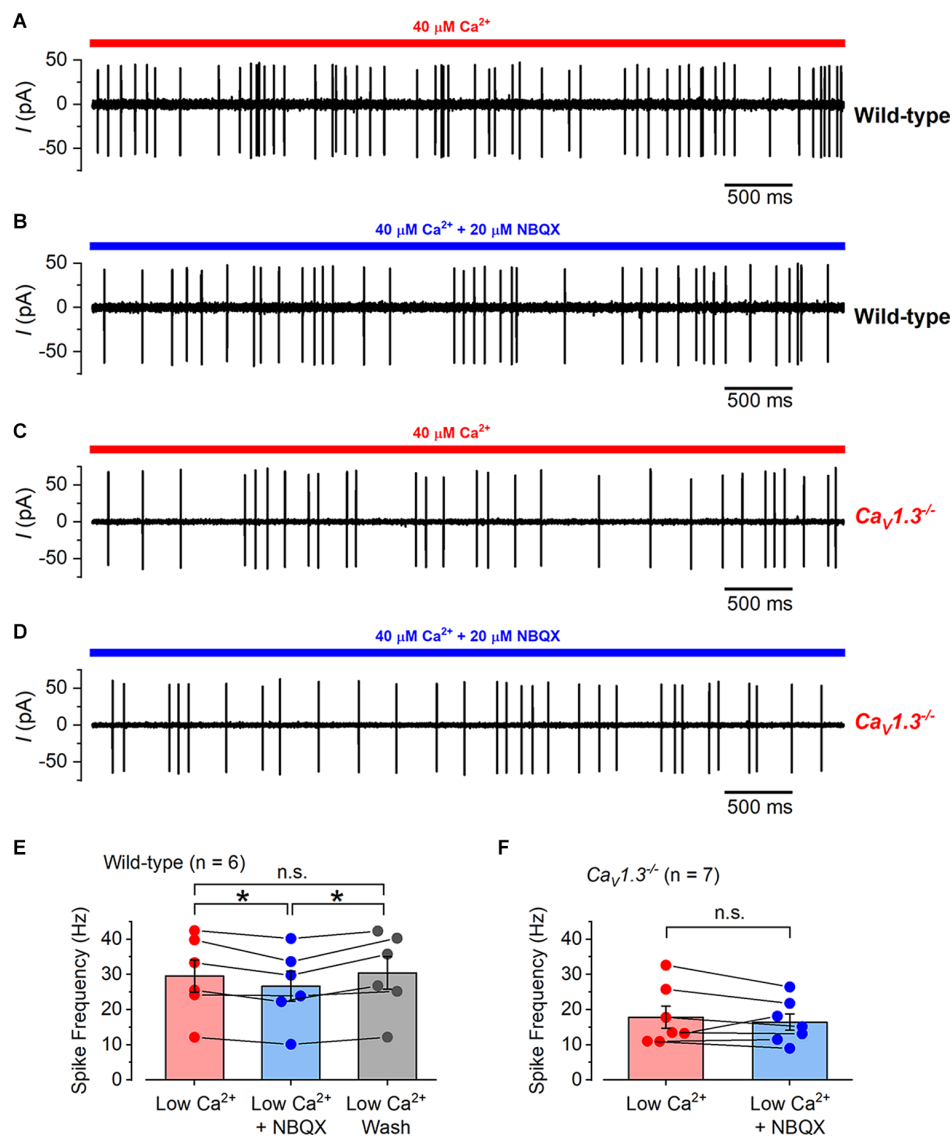 A
40 μM Ca²⁺
50
0
-50
I (pA)
Wild-type
500 ms
B
40 μM Ca²⁺ + 20 μM NBQX
50
0
-50
I (pA)
Wild-type
500 ms
C
40 μM Ca²⁺
50
0
-50
I (pA)
CaV1.3-/-
500 ms
D
40 μM Ca²⁺ + 20 μM NBQX
50
0
-50
I (pA)
CaV1.3-/-
500 ms
E
Wild-type (n = 6)
n.s.
* *
Spike Frequency (Hz)
40
30
20
10
0
Low Ca²⁺
Low Ca²⁺
+ NBQX
Low Ca²⁺
Wash
F
CaV1.3-/- (n = 7)
n.s.
Spike Frequency (Hz)
40
30
20
10
0
Low Ca²⁺
Low Ca²⁺
+ NBQX